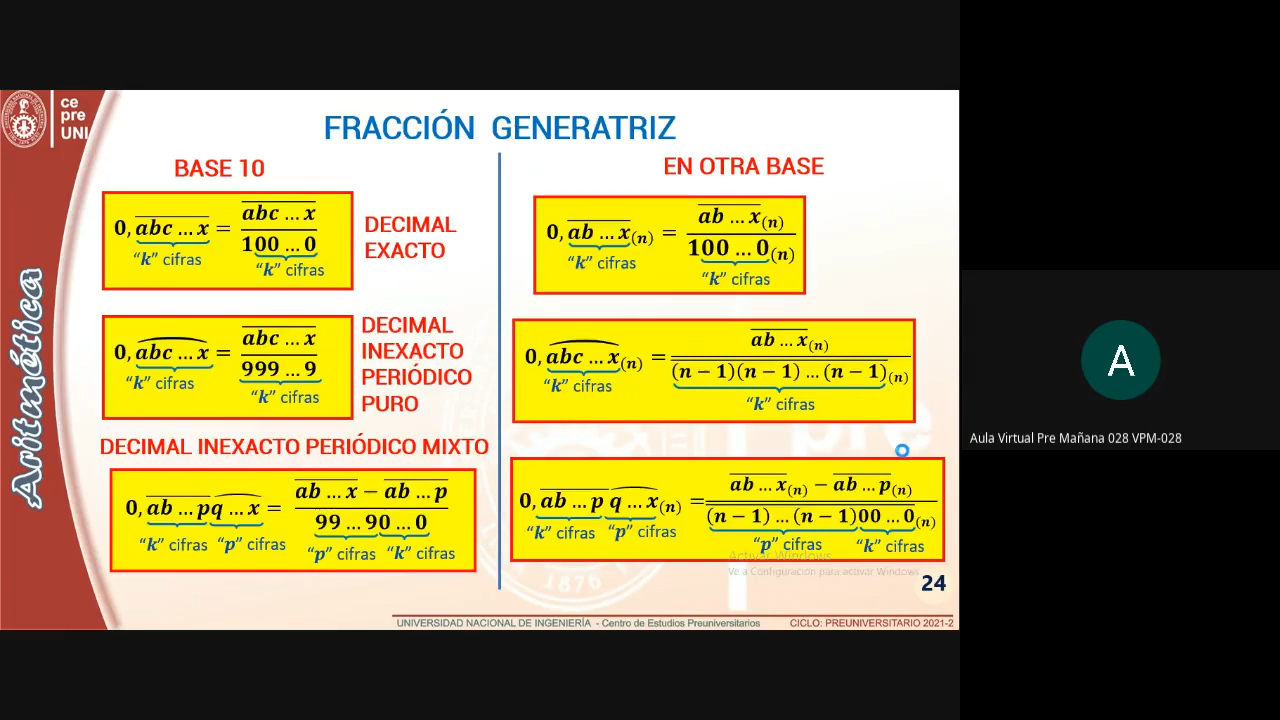 ce
pre
UNI
Aritmética
FRACCIÓN GENERATRIZ
BASE 10
0, abc ... x = abc ... x / 100 ... 0
"k" cifras
"k" cifras
DECIMAL
EXACTO
0, abc ... x = abc ... x / 999 ... 9
"k" cifras
"k" cifras
DECIMAL
INEXACTO
PERIÓDICO
PURO
DECIMAL INEXACTO PERIÓDICO MIXTO
0, ab ... p q ... x = ab ... x − ab ... p / 99 ... 90 ... 0
"k" cifras "p" cifras
"p" cifras "k" cifras
EN OTRA BASE
0, ab ... x(n) = ab ... x(n) / 100 ... 0(n)
"k" cifras
"k" cifras
0, abc ... x(n) = ab ... x(n) / (n − 1)(n − 1) ... (n − 1)(n)
"k" cifras
"k" cifras
0, ab ... p q ... x(n) = ab ... x(n) − ab ... p(n) / (n − 1) ... (n − 1)00 ... 0(n)
"k" cifras "p" cifras
"p" cifras "k" cifras
Activar Windows
Ve a Configuración para activar Windows.
1876
pre
24
UNIVERSIDAD NACIONAL DE INGENIERÍA - Centro de Estudios Preuniversitarios CICLO: PREUNIVERSITARIO 2021-2
A
Aula Virtual Pre Mañana 028 VPM-028